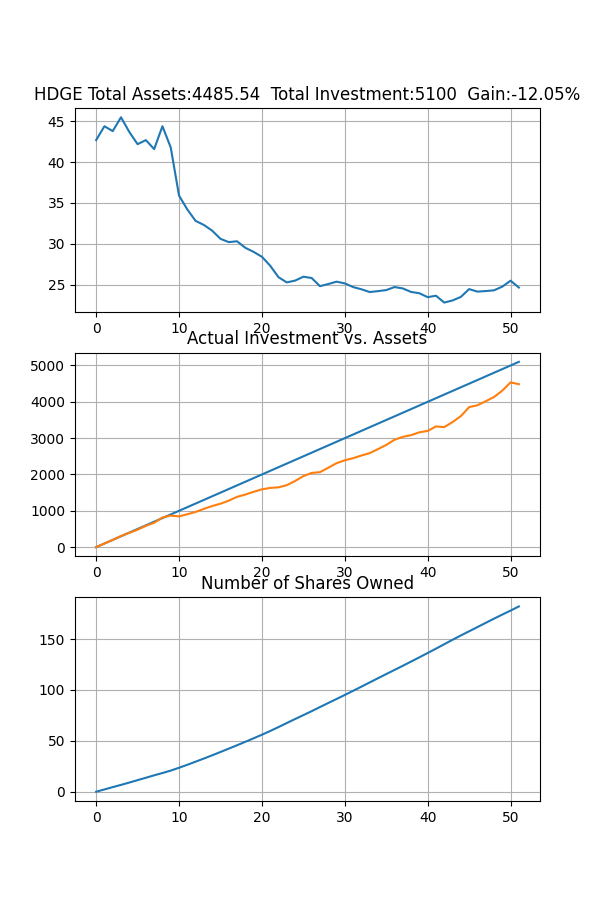 HDGE Total Assets:4485.54  Total Investment:5100  Gain:-12.05%
45
40
35
30
25
0 10 20 30 40 50
Actual Investment vs. Assets
5000
4000
3000
2000
1000
0
0 10 20 30 40 50
Number of Shares Owned
150
100
50
0
0 10 20 30 40 50